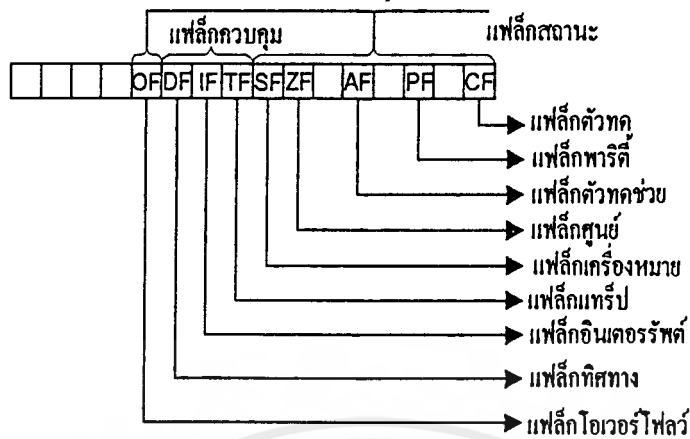 แฟล็กสถานะ
แฟล็กควบคุม
OF DF IF TF SF ZF AF PF CF
แฟล็กตัวทด
แฟล็กพาริตี้
แฟล็กตัวทดช่วย
แฟล็กศูนย์
แฟล็กเครื่องหมาย
แฟล็กแทร็ป
แฟล็กอินเตอร์รัพต์
แฟล็กทิศทาง
แฟล็กโอเวอร์โฟลว์